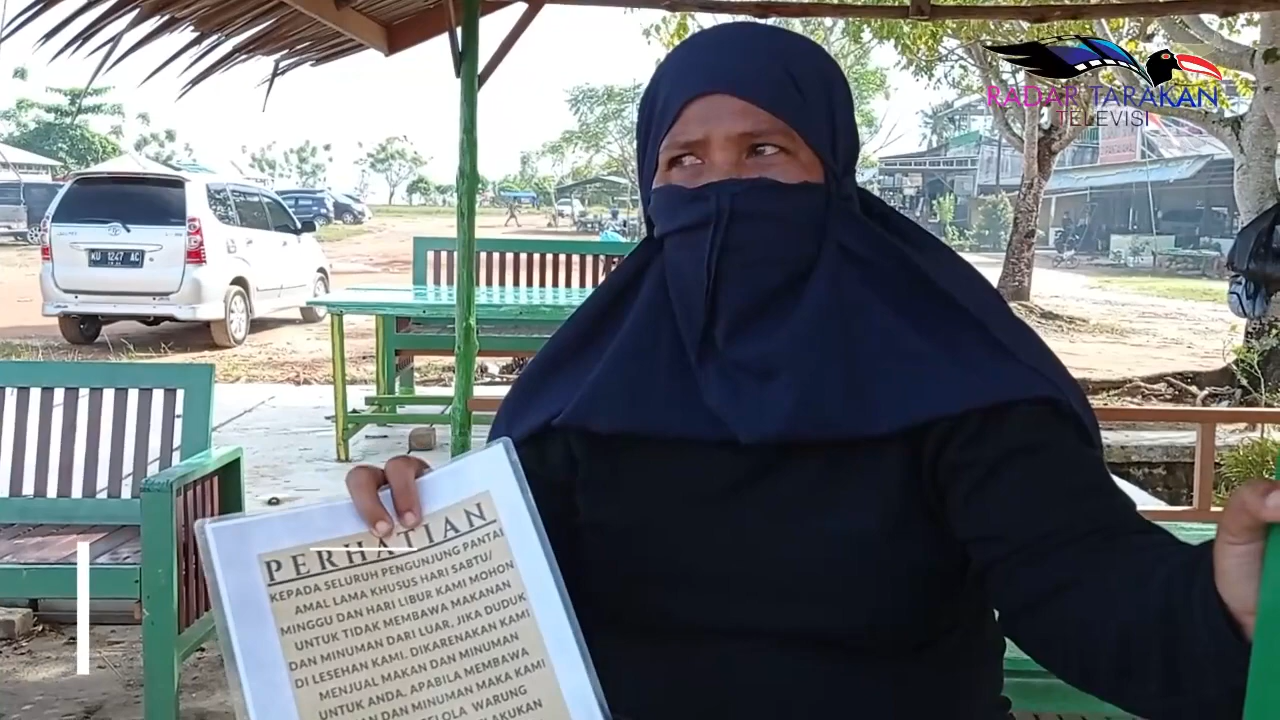 RADAR TARAKAN
TELEVISI
KU 1247 AC
PERHATIAN
KEPADA SELURUH PENGUNJUNG PANTAI
AMAL LAMA KHUSUS HARI SABTU/
MINGGU DAN HARI LIBUR KAMI MOHON
UNTUK TIDAK MEMBAWA MAKANAN
DAN MINUMAN DARI LUAR. JIKA DUDUK
DI LESEHAN KAMI. DIKARENAKAN KAMI
MENJUAL MAKAN DAN MINUMAN
UNTUK ANDA. APABILA MEMBAWA
DAN MINUMAN MAKA KAMI
WARUNG